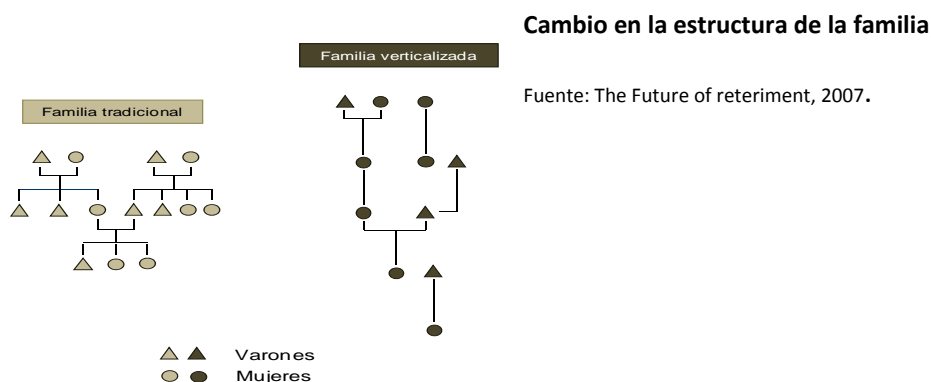 Cambio en la estructura de la familia
Familia verticalizada
Fuente: The Future of reteriment, 2007.
Familia tradicional
Varones
Mujeres